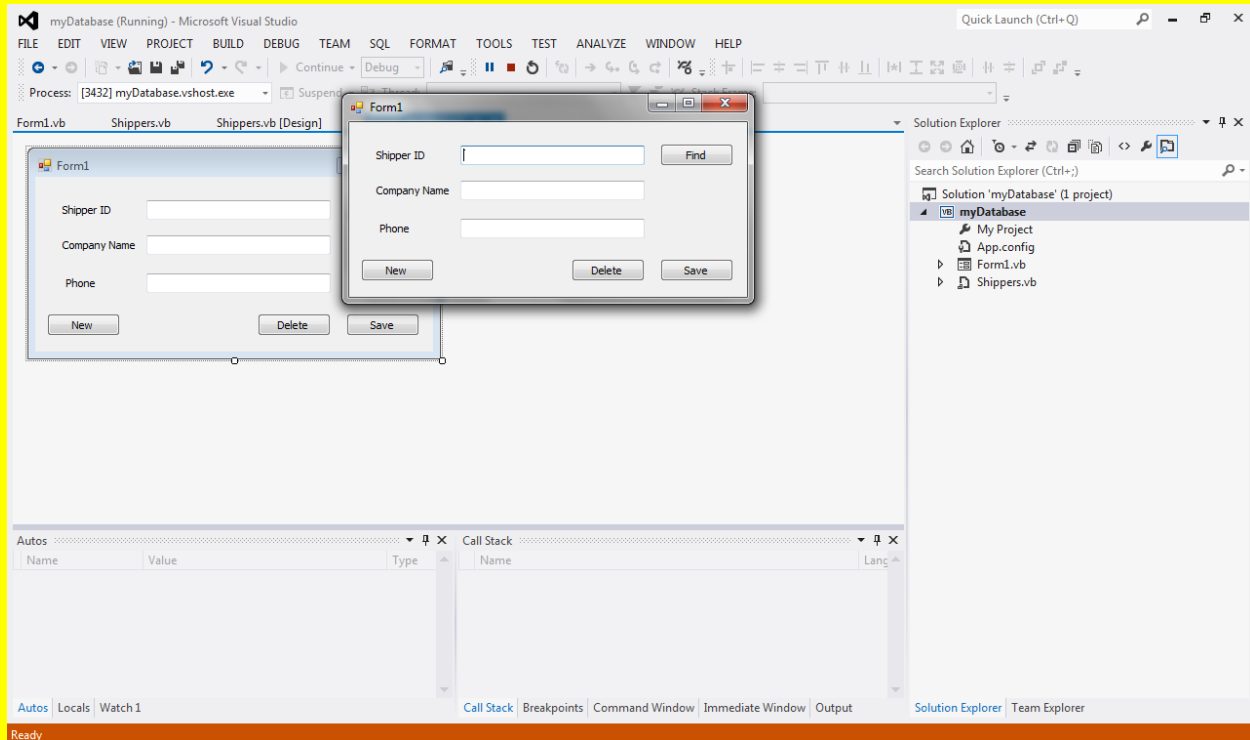 myDatabase (Running) - Microsoft Visual Studio
Quick Launch (Ctrl+Q)
FILE EDIT VIEW PROJECT BUILD DEBUG TEAM SQL FORMAT TOOLS TEST ANALYZE WINDOW HELP
Continue Debug
Process: [3432] myDatabase.vshost.exe Suspend Thread: Stack Frame:
Form1.vb Shippers.vb Shippers.vb [Design]
Form1
Shipper ID
Company Name
Phone
New Delete Save
Form1
Shipper ID Find
Company Name
Phone
New Delete Save
Solution Explorer
Search Solution Explorer (Ctrl+;)
Solution 'myDatabase' (1 project)
VB myDatabase
My Project
App.config
Form1.vb
Shippers.vb
Autos
Name Value Type
Autos Locals Watch 1
Call Stack
Name Lang
Call Stack Breakpoints Command Window Immediate Window Output
Solution Explorer Team Explorer
Ready